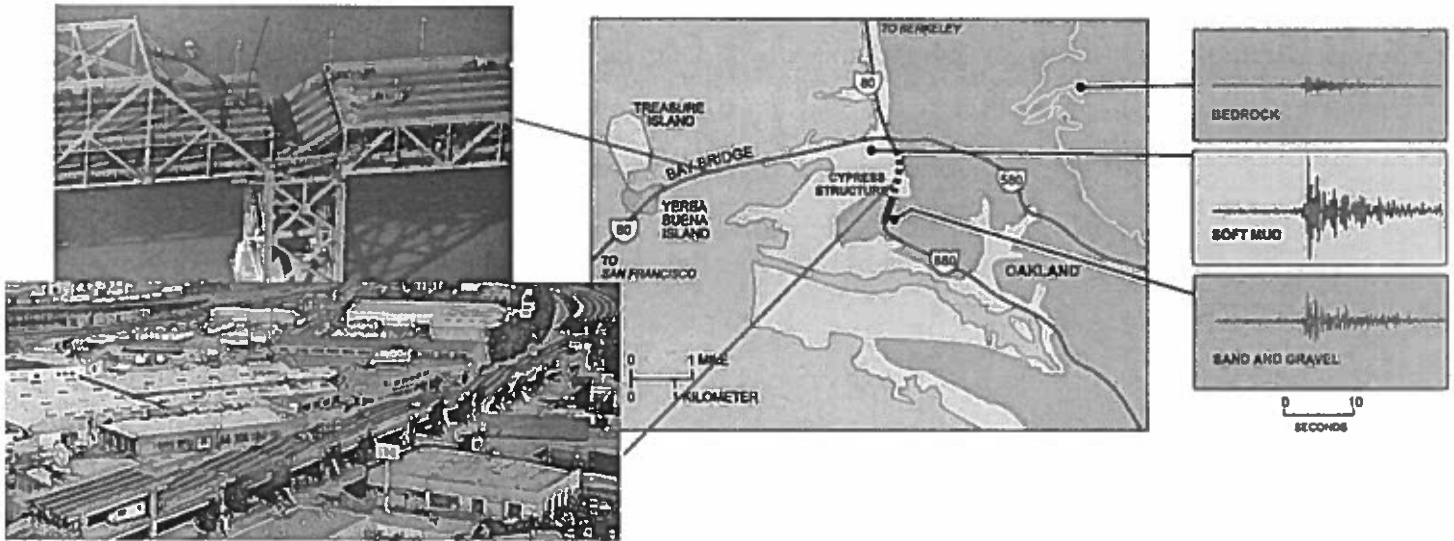 TO BERKELEY
80
TREASURE
ISLAND
BAY BRIDGE
CYPRESS
STRUCTURE
580
YERBA
BUENA
ISLAND
80
TO
SAN FRANCISCO
880
OAKLAND
0 1 MILE
0 1 KILOMETER
BEDROCK
SOFT MUD
SAND AND GRAVEL
0 10
SECONDS